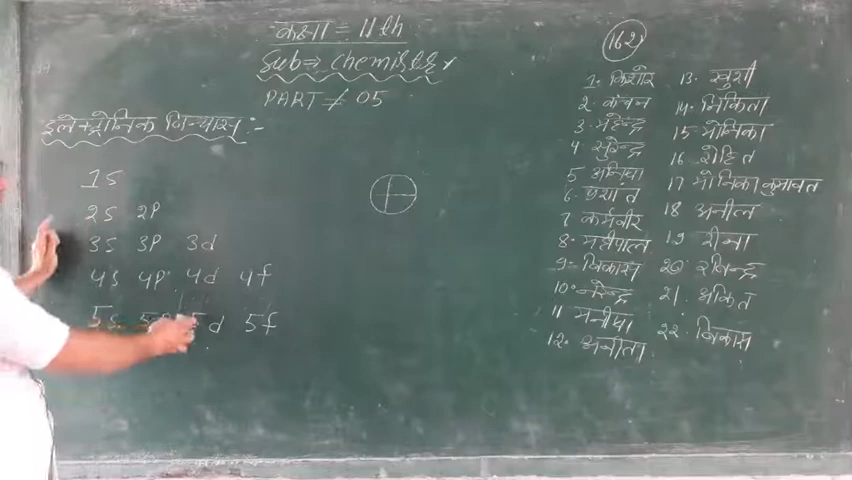 कक्षा = 11th
Sub⇒ chemistry
PART ≠ 05
इलेक्ट्रोनिक विन्यास :-
1s
2s 2p
3s 3p 3d
4s 4p 4d 4f
5s 5d 5f
162
1. किशोर
2. कंचन
3. महेन्द्र
4 सुरेन्द्र
5 अनिषा
6. प्रशांत
7 कर्मवीर
8. महीपाल
9. विकास
10. नरेन्द्र
11 मनीषा
12. अनीता
13. खुशी
14. निकिता
15. मोनिका
16 रोहित
17 मोनिका कुमावत
18 अनील
19 रीना
20 रविन्द्र
21. अंकित
22. विकास